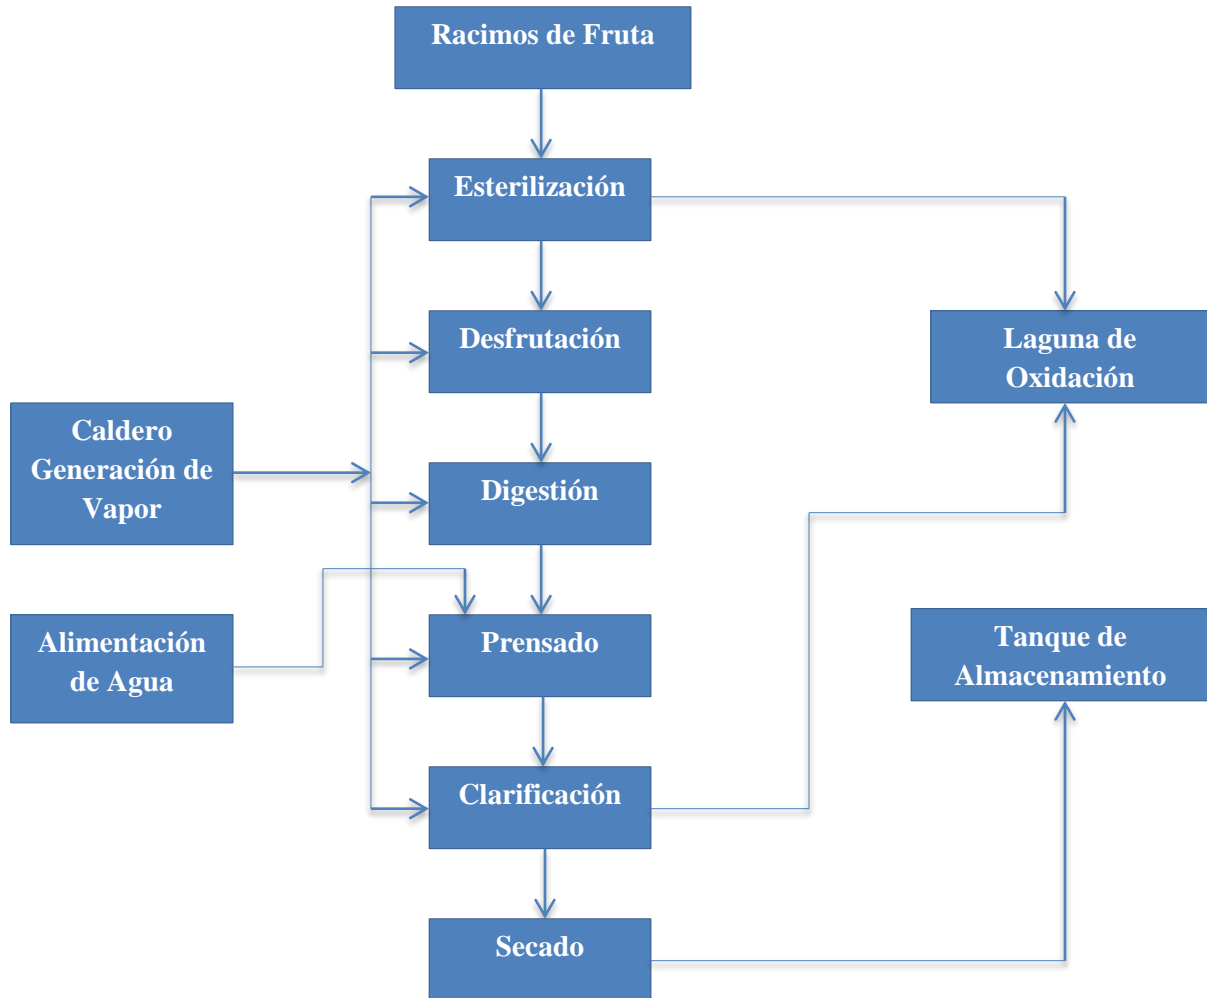 Racimos de Fruta
Esterilización
Desfrutación
Laguna de
Oxidación
Caldero
Generación de
Vapor
Digestión
Alimentación
de Agua
Prensado
Tanque de
Almacenamiento
Clarificación
Secado